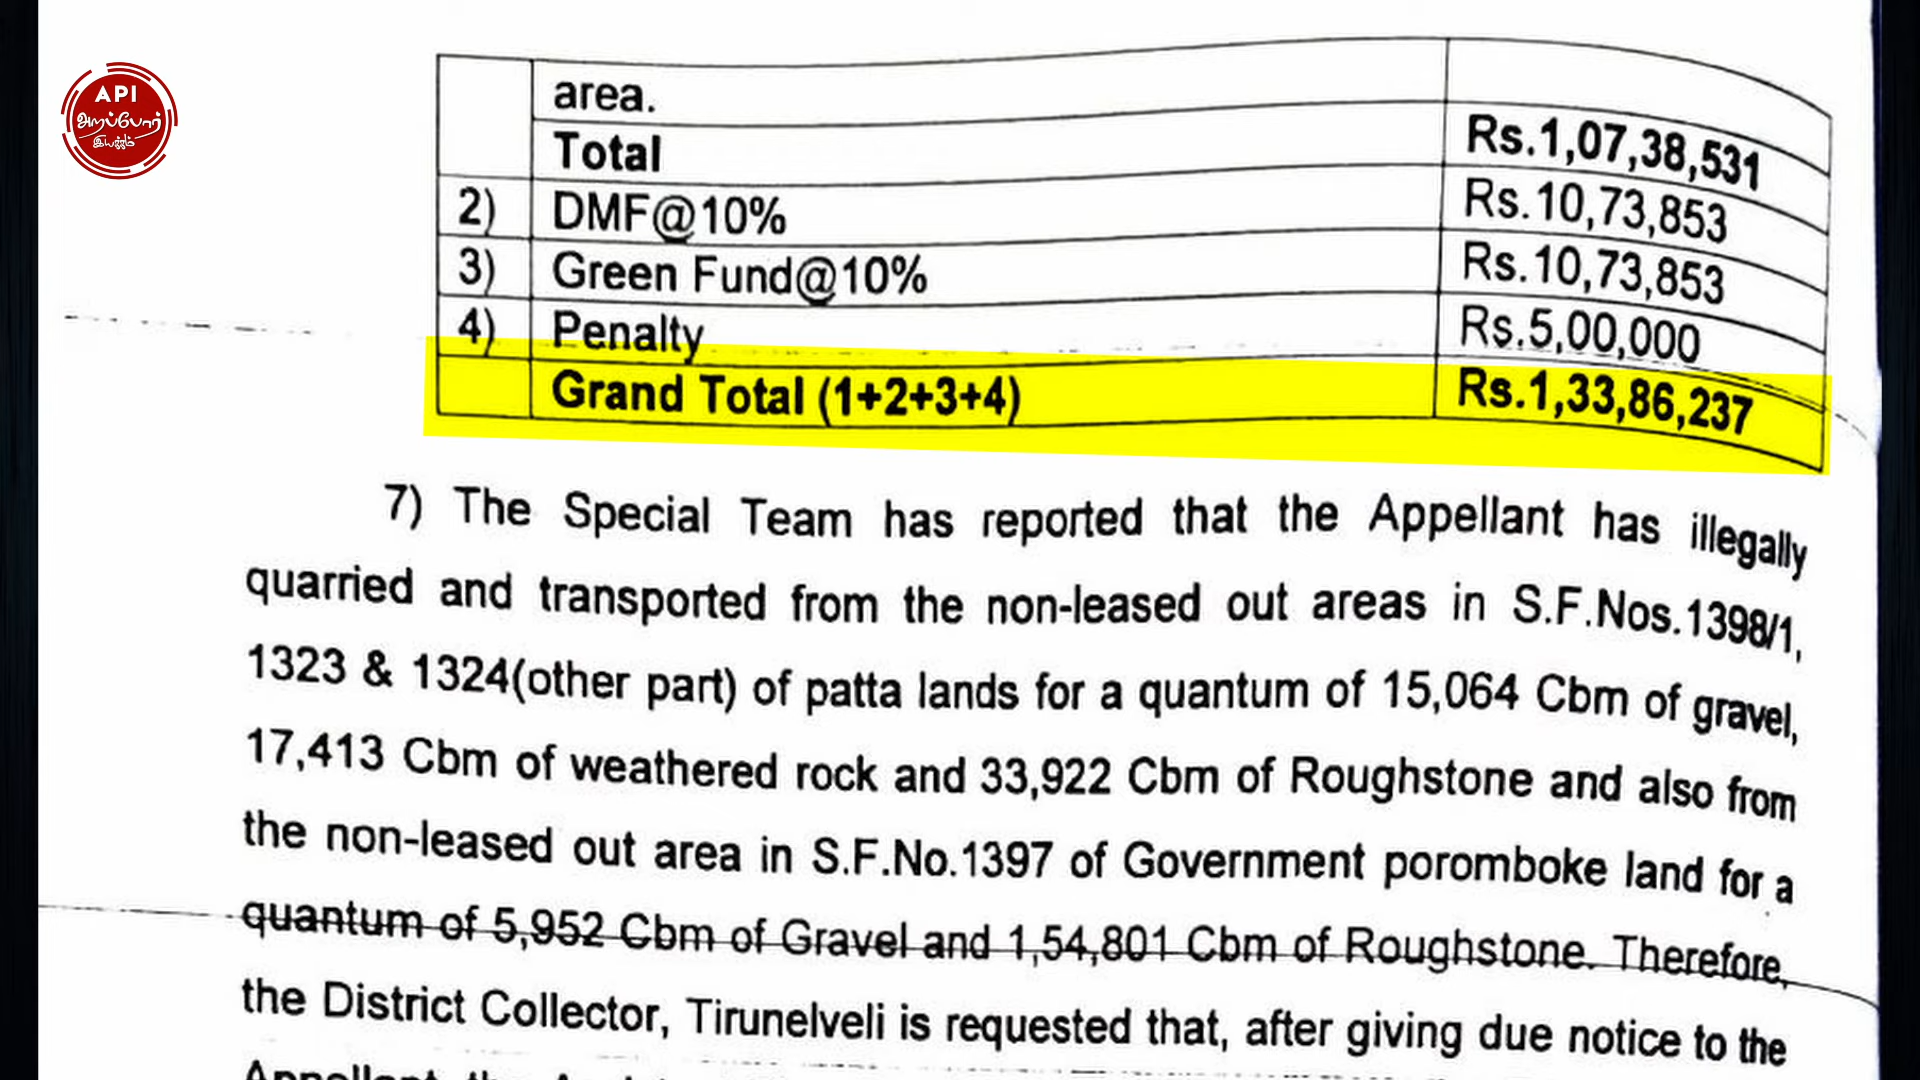 API
அறப்போர்
இயக்கம்
area.
Total Rs.1,07,38,531
2) DMF@10% Rs.10,73,853
3) Green Fund@10% Rs.10,73,853
4) Penalty Rs.5,00,000
Grand Total (1+2+3+4) Rs.1,33,86,237
7) The Special Team has reported that the Appellant has illegally
quarried and transported from the non-leased out areas in S.F.Nos.1398/1,
1323 & 1324(other part) of patta lands for a quantum of 15,064 Cbm of gravel,
17,413 Cbm of weathered rock and 33,922 Cbm of Roughstone and also from
the non-leased out area in S.F.No.1397 of Government poromboke land for a
quantum of 5,952 Cbm of Gravel and 1,54,801 Cbm of Roughstone. Therefore,
the District Collector, Tirunelveli is requested that, after giving due notice to the